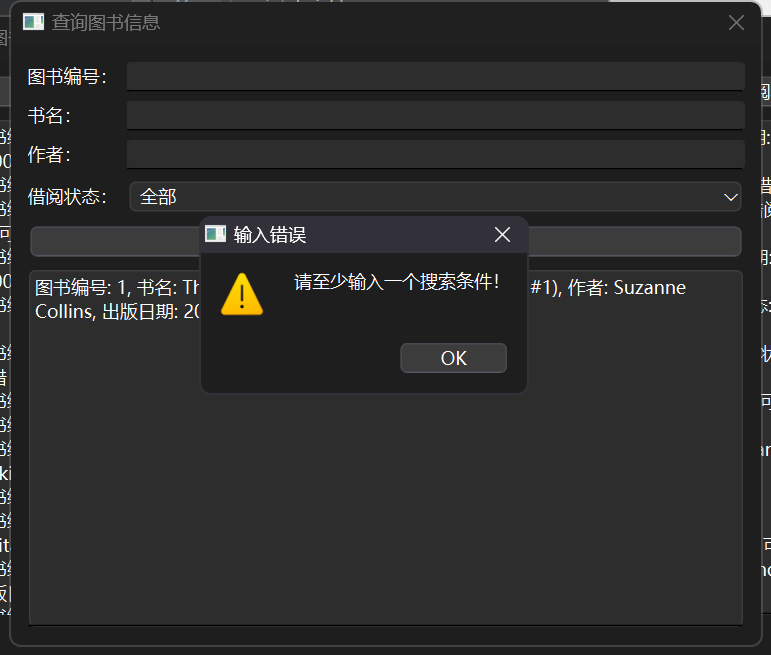 查询图书信息
图书编号：
书名：
作者：
借阅状态： 全部
输入错误
请至少输入一个搜索条件！
OK
图书编号: 1, 书名: Th #1), 作者: Suzanne
Collins, 出版日期: 20